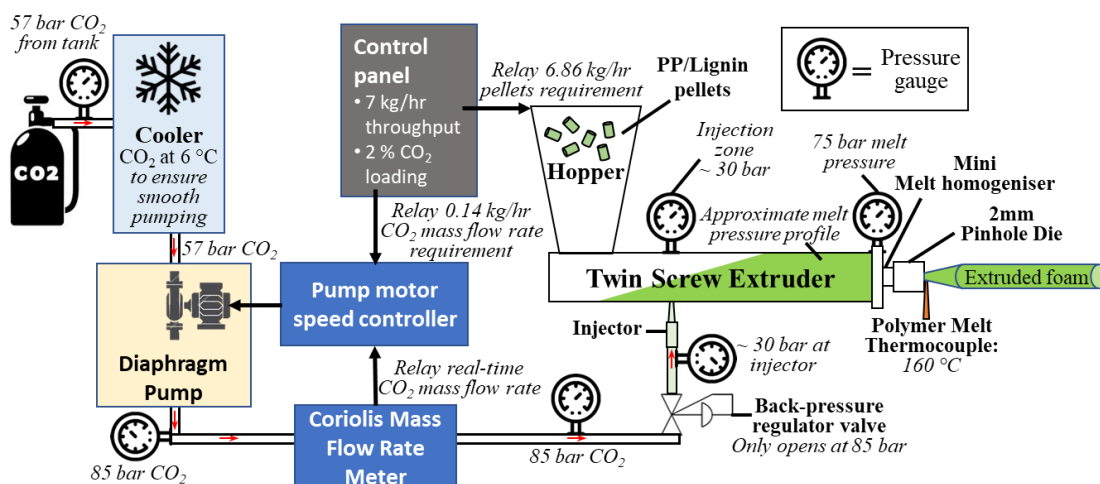 57 bar CO2
from tank
CO2
Cooler
CO2 at 6 °C
to ensure
smooth
pumping
57 bar CO2
Diaphragm
Pump
85 bar CO2
Control
panel
• 7 kg/hr
throughput
• 2 % CO2
loading
Relay 6.86 kg/hr
pellets requirement
Relay 0.14 kg/hr
CO2 mass flow rate
requirement
Pump motor
speed controller
Relay real-time
CO2 mass flow rate
Coriolis Mass
Flow Rate
Meter
85 bar CO2
PP/Lignin
pellets
Hopper
Injection
zone
~ 30 bar
Approximate melt
pressure profile
Twin Screw Extruder
Injector
~ 30 bar at
injector
Back-pressure
regulator valve
Only opens at 85 bar
= Pressure
gauge
75 bar melt
pressure
Mini
Melt homogeniser
2mm
Pinhole Die
Extruded foam
Polymer Melt
Thermocouple:
160 °C